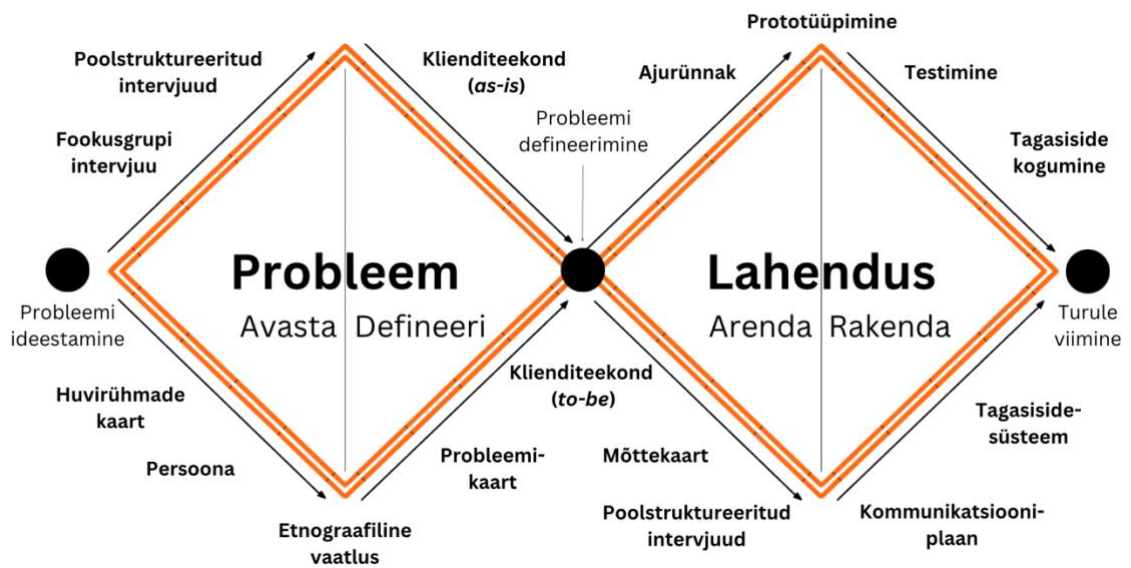 Prototüüpimine
Poolstruktureeritud
intervjuud
Klienditeekond
(as-is)
Ajurünnak
Testimine
Fookusgrupi
intervjuu
Probleemi
defineerimine
Tagasiside
kogumine
Probleem
Avasta
Defineeri
Lahendus
Arenda
Rakenda
Probleemi
ideestamine
Turule
viimine
Huvirühmade
kaart
Persoona
Etnograafiline
vaatlus
Probleemi-
kaart
Klienditeekond
(to-be)
Mõttekaart
Poolstruktureeritud
intervjuud
Kommunikatsiooni-
plaan
Tagasiside-
süsteem